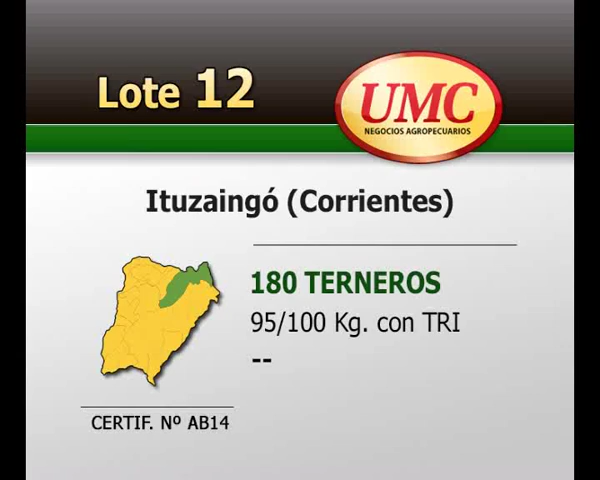 Lote 12
UMC
NEGOCIOS AGROPECUARIOS
Ituzaingó (Corrientes)
180 TERNEROS
95/100 Kg. con TRI
--
CERTIF. Nº AB14